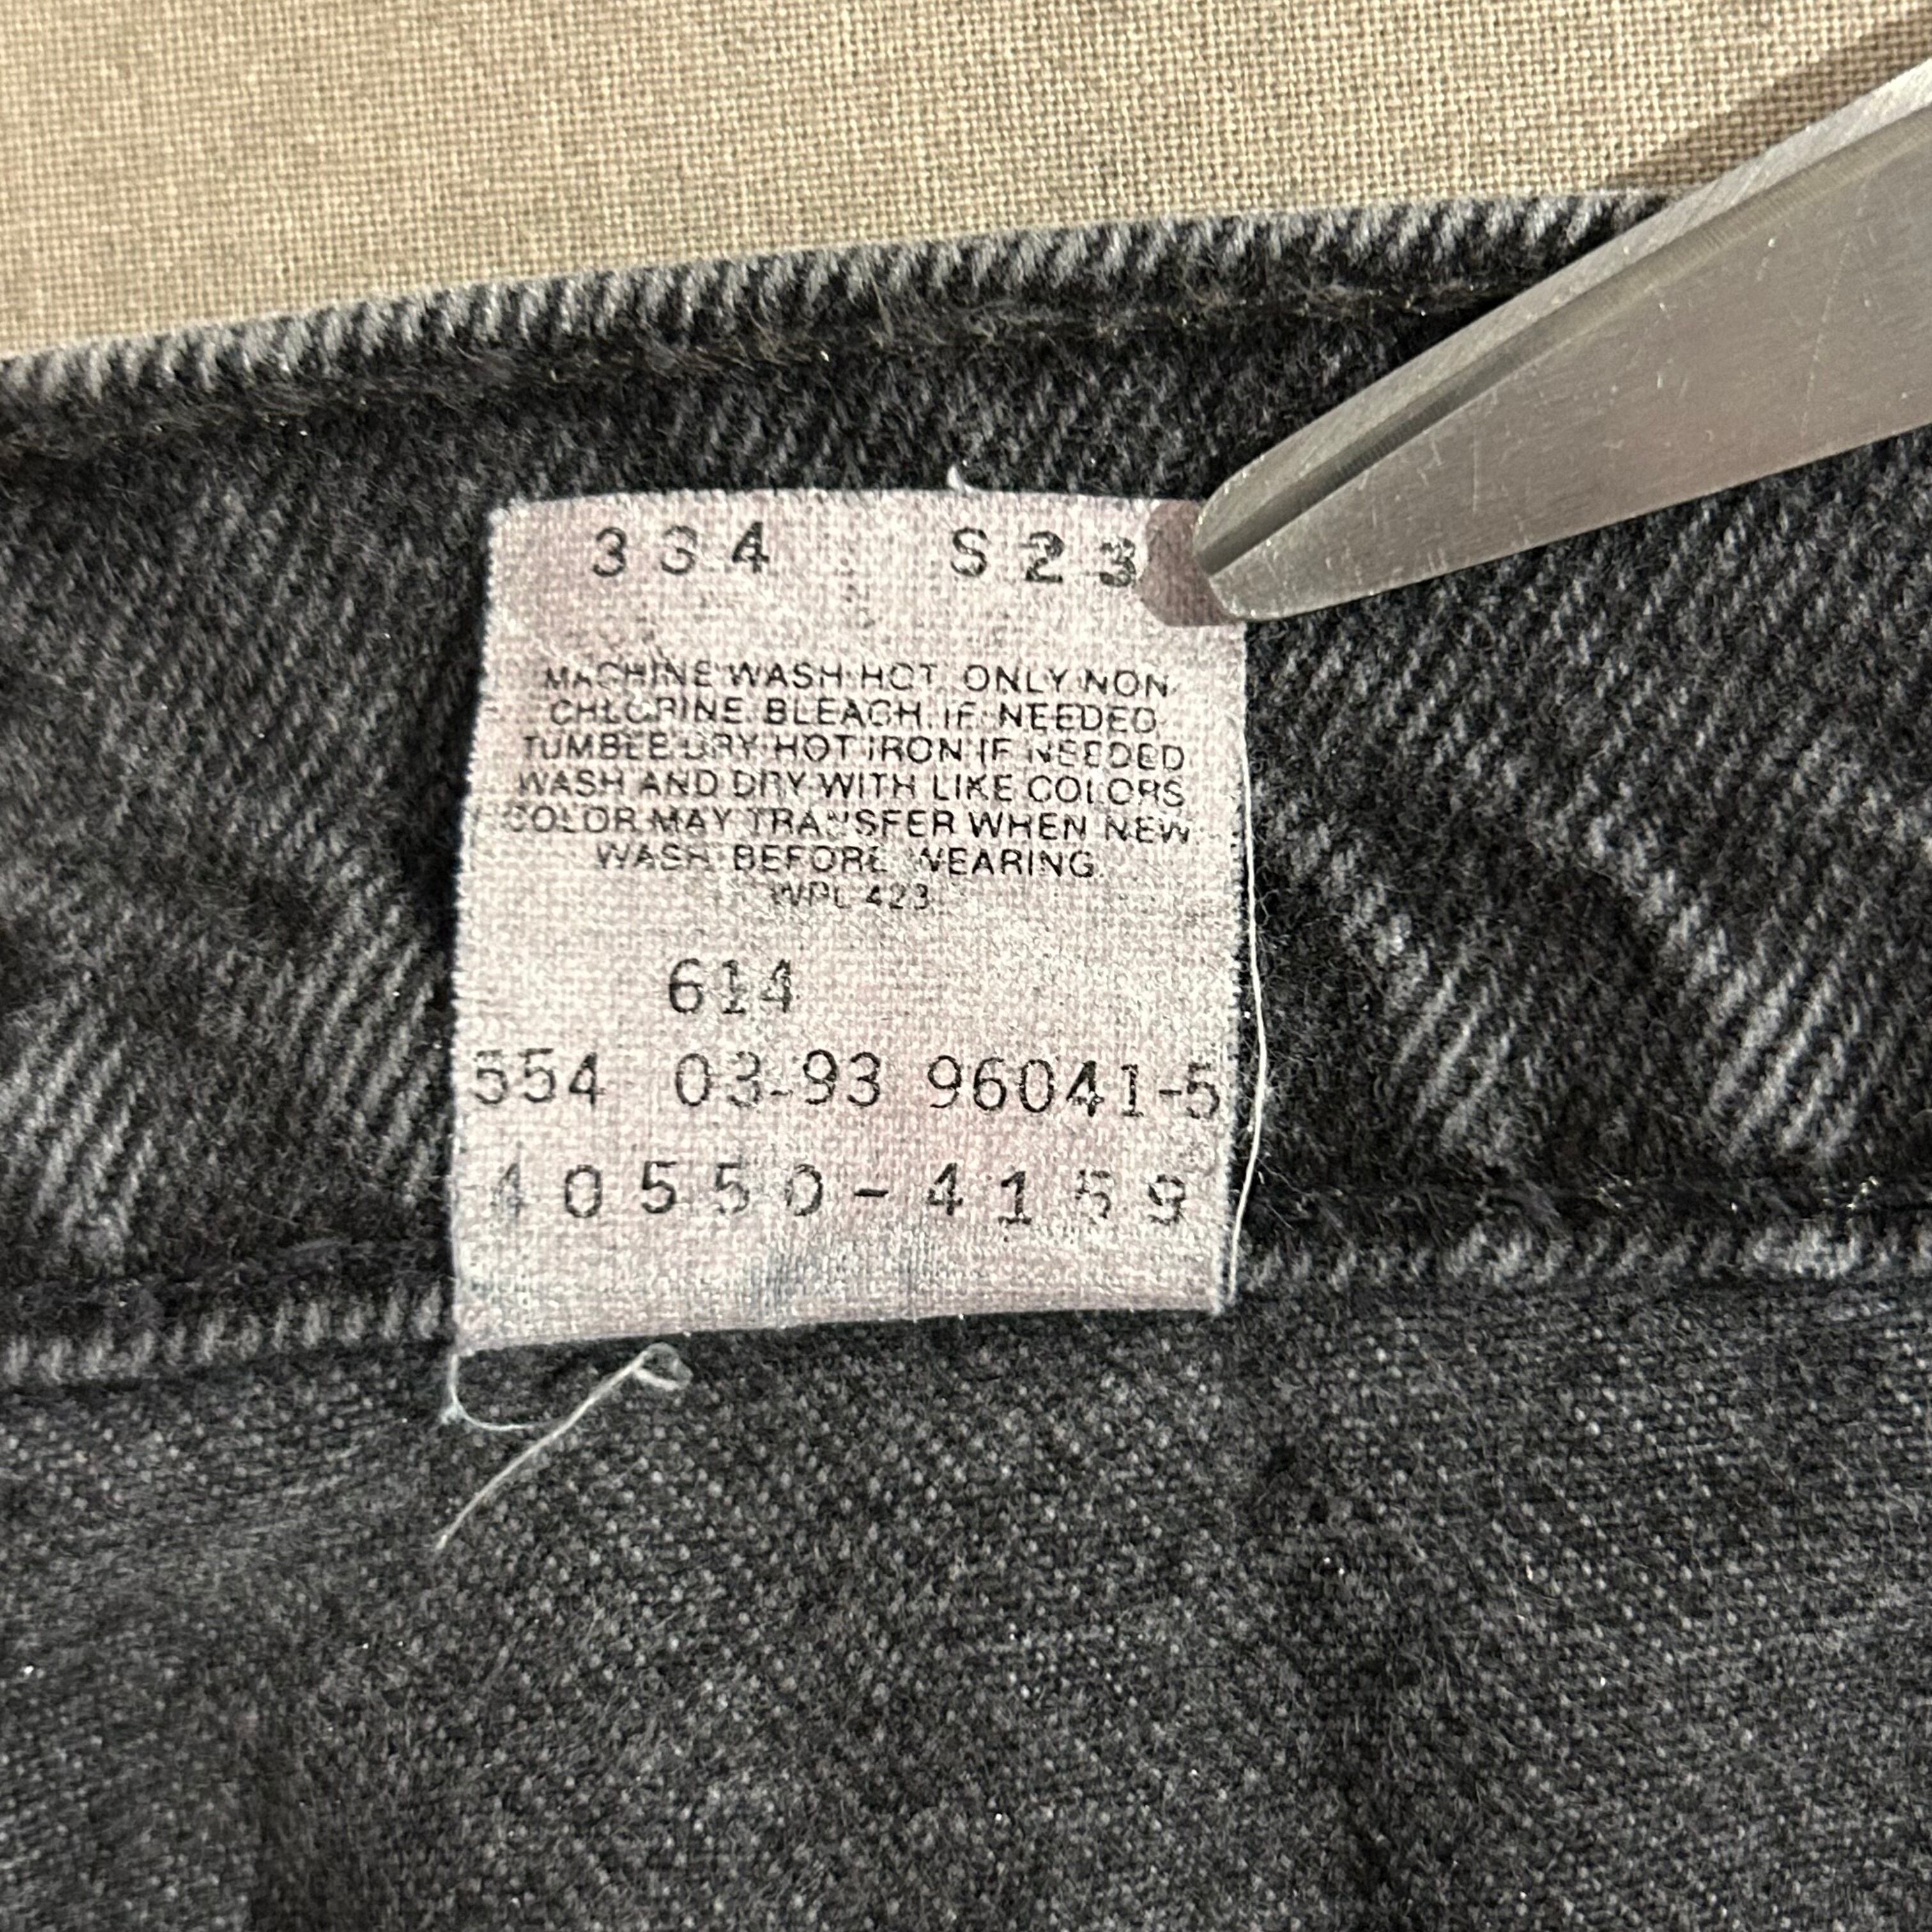 334 S23
MACHINE WASH HOT. ONLY NON-
CHLORINE BLEACH IF NEEDED
TUMBLE DRY HOT IRON IF NEEDED
WASH AND DRY WITH LIKE COLORS
COLOR MAY TRANSFER WHEN NEW
WASH BEFORE WEARING.
WPL 423
614
554 03-93 96041-5
40550-4159